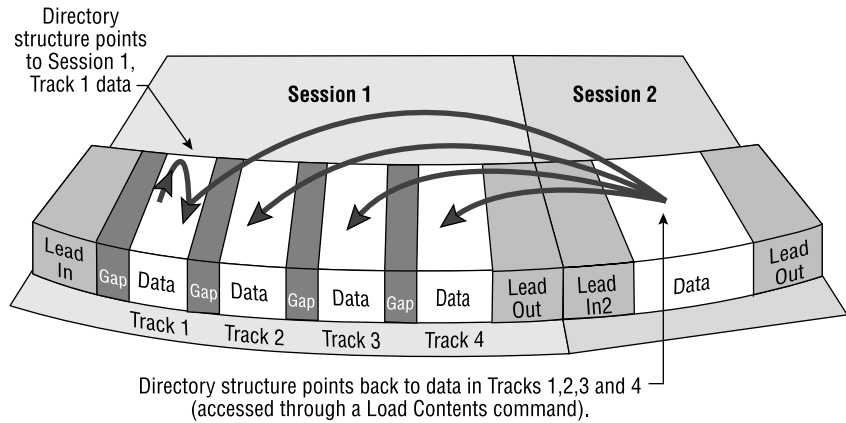 Directory
structure points
to Session 1,
Track 1 data
Session 1
Session 2
Lead
In
Gap
Data
Gap
Data
Gap
Data
Gap
Data
Lead
Out
Lead
In2
Data
Lead
Out
Track 1
Track 2
Track 3
Track 4
Directory structure points back to data in Tracks 1,2,3 and 4
(accessed through a Load Contents command).